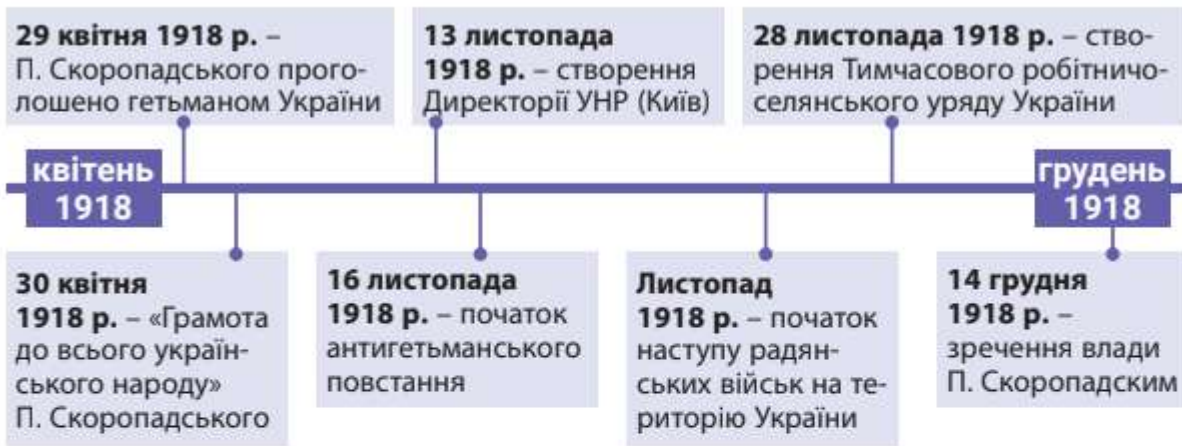 29 квітня 1918 р. –
П. Скоропадського прого-
лошено гетьманом України
13 листопада
1918 р. – створення
Директорії УНР (Київ)
28 листопада 1918 р. – ство-
рення Тимчасового робітничо-
селянського уряду України
квітень
1918
грудень
1918
30 квітня
1918 р. – «Грамота
до всього україн-
ського народу»
П. Скоропадського
16 листопада
1918 р. – початок
антигетьманського
повстання
Листопад
1918 р. – початок
наступу радян-
ських військ на те-
риторію України
14 грудня
1918 р. –
зречення влади
П. Скоропадским